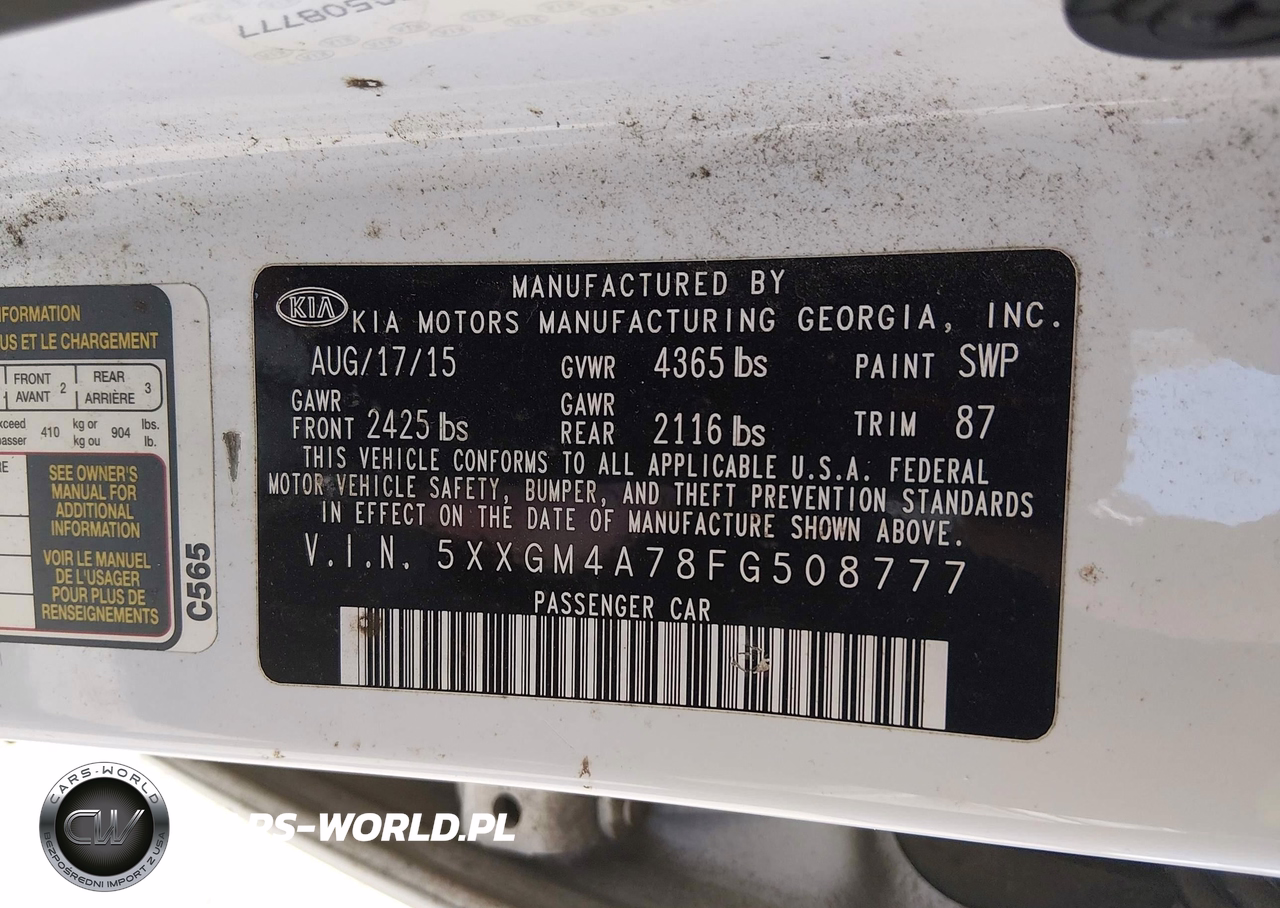 G508777
KIA
MANUFACTURED BY
KIA MOTORS MANUFACTURING GEORGIA, INC.
AUG/17/15 GVWR 4365 lbs PAINT SWP
GAWR FRONT 2425 lbs GAWR REAR 2116 lbs TRIM 87
THIS VEHICLE CONFORMS TO ALL APPLICABLE U.S.A. FEDERAL
MOTOR VEHICLE SAFETY, BUMPER, AND THEFT PREVENTION STANDARDS
IN EFFECT ON THE DATE OF MANUFACTURE SHOWN ABOVE.
V.I.N. 5XXGM4A78FG508777
PASSENGER CAR
US ET LE CHARGEMENT
FRONT AVANT 2 REAR ARRIÈRE 3
410 kg or kg ou 904 lbs. lb.
SEE OWNER'S
MANUAL FOR
ADDITIONAL
INFORMATION
VOIR LE MANUEL
DE L'USAGER
POUR PLUS DE
RENSEIGNEMENTS
C565
CARS-WORLD
CW
BEZPOŚREDNI IMPORT Z USA
RS-WORLD.PL